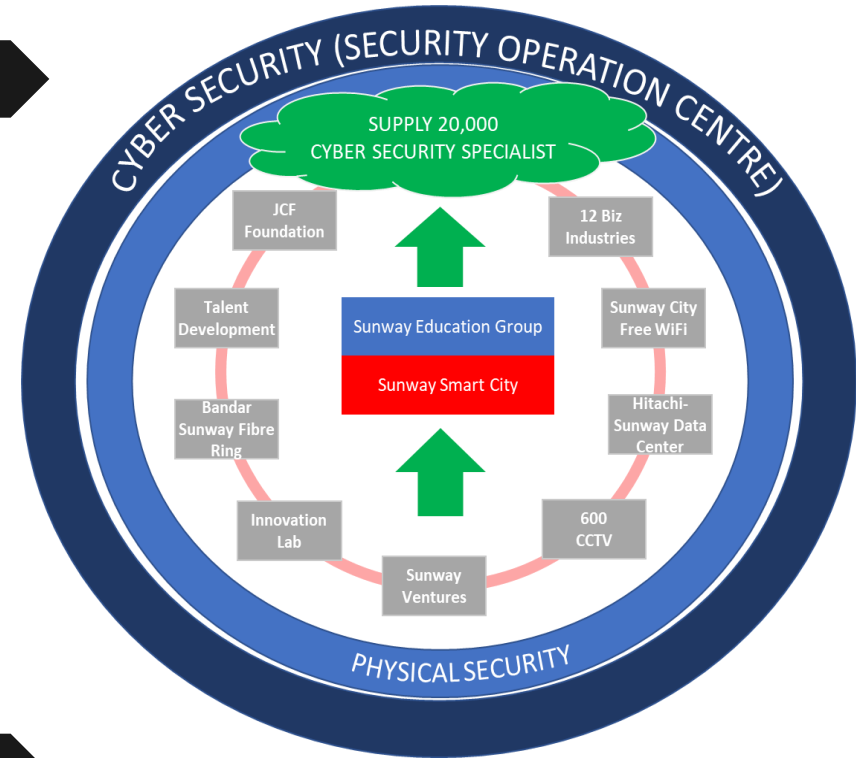 CYBER SECURITY (SECURITY OPERATION CENTRE)
SUPPLY 20,000
CYBER SECURITY SPECIALIST
JCF
Foundation
12 Biz
Industries
Talent
Development
Sunway Education Group
Sunway City
Free WiFi
Sunway Smart City
Bandar
Sunway Fibre
Ring
Hitachi-
Sunway Data
Center
Innovation
Lab
600
CCTV
Sunway
Ventures
PHYSICAL SECURITY